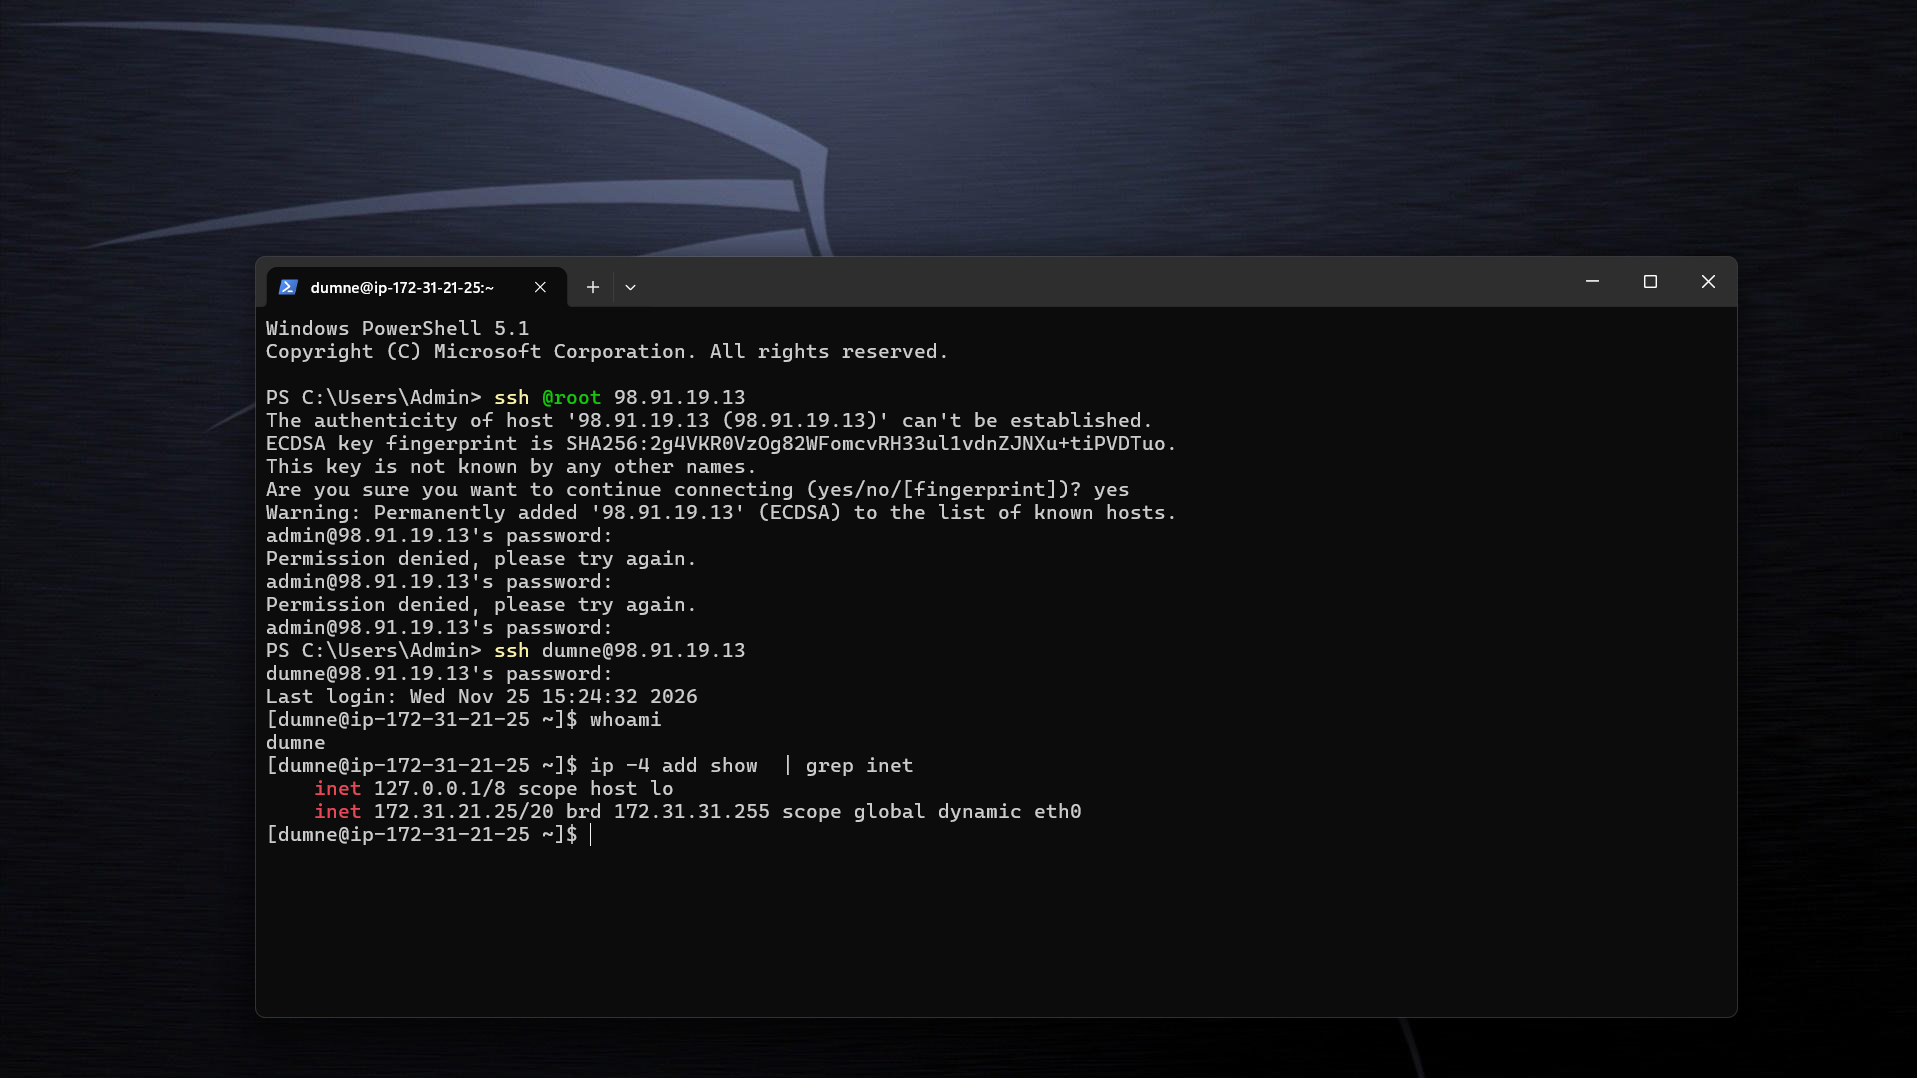 dumne@ip-172-31-21-25:~
Windows PowerShell 5.1
Copyright (C) Microsoft Corporation. All rights reserved.
PS C:\Users\Admin> ssh @root 98.91.19.13
The authenticity of host '98.91.19.13 (98.91.19.13)' can't be established.
ECDSA key fingerprint is SHA256:2g4VKR0VzOg82WFomcvRH33ul1vdnZJNXu+tiPVDTuo.
This key is not known by any other names.
Are you sure you want to continue connecting (yes/no/[fingerprint])? yes
Warning: Permanently added '98.91.19.13' (ECDSA) to the list of known hosts.
admin@98.91.19.13's password:
Permission denied, please try again.
admin@98.91.19.13's password:
Permission denied, please try again.
admin@98.91.19.13's password:
PS C:\Users\Admin> ssh dumne@98.91.19.13
dumne@98.91.19.13's password:
Last login: Wed Nov 25 15:24:32 2026
[dumne@ip-172-31-21-25 ~]$ whoami
dumne
[dumne@ip-172-31-21-25 ~]$ ip -4 add show  | grep inet
    inet 127.0.0.1/8 scope host lo
    inet 172.31.21.25/20 brd 172.31.31.255 scope global dynamic eth0
[dumne@ip-172-31-21-25 ~]$